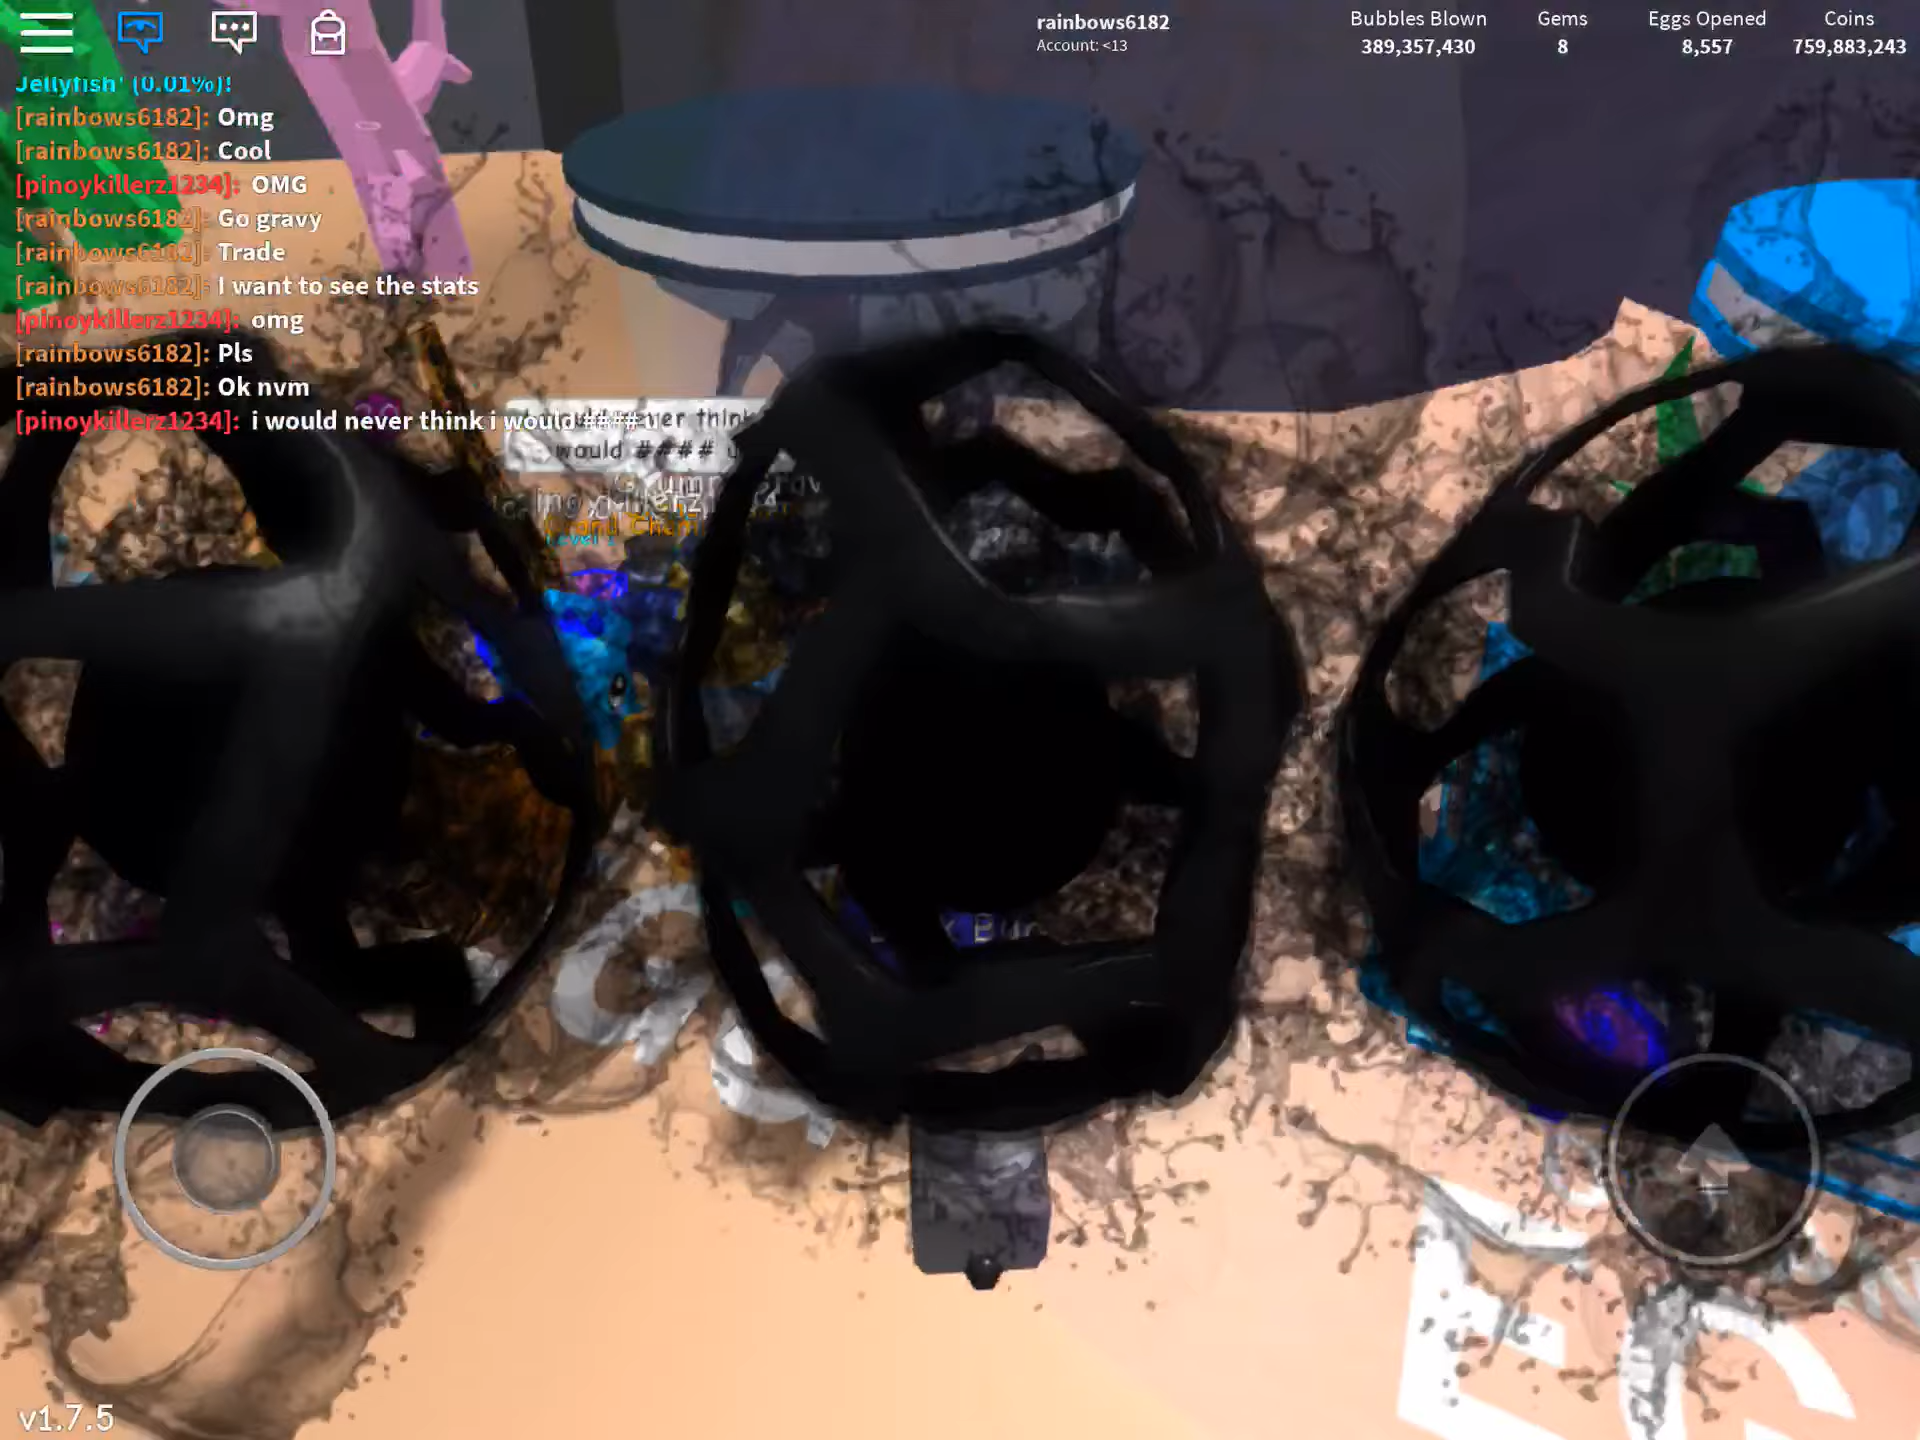 rainbows6182
Account: <13
Bubbles Blown
389,357,430
Gems
8
Eggs Opened
8,557
Coins
759,883,243
Jellyfish' (0.01%)!
[rainbows6182]: Omg
[rainbows6182]: Cool
[pinoykillerz1234]: OMG
[rainbows6182]: Go gravy
[rainbows6182]: Trade
[rainbows6182]: I want to see the stats
[pinoykillerz1234]: omg
[rainbows6182]: Pls
[rainbows6182]: Ok nvm
[pinoykillerz1234]: i would never think i would #### u
would #### u
v1.7.5